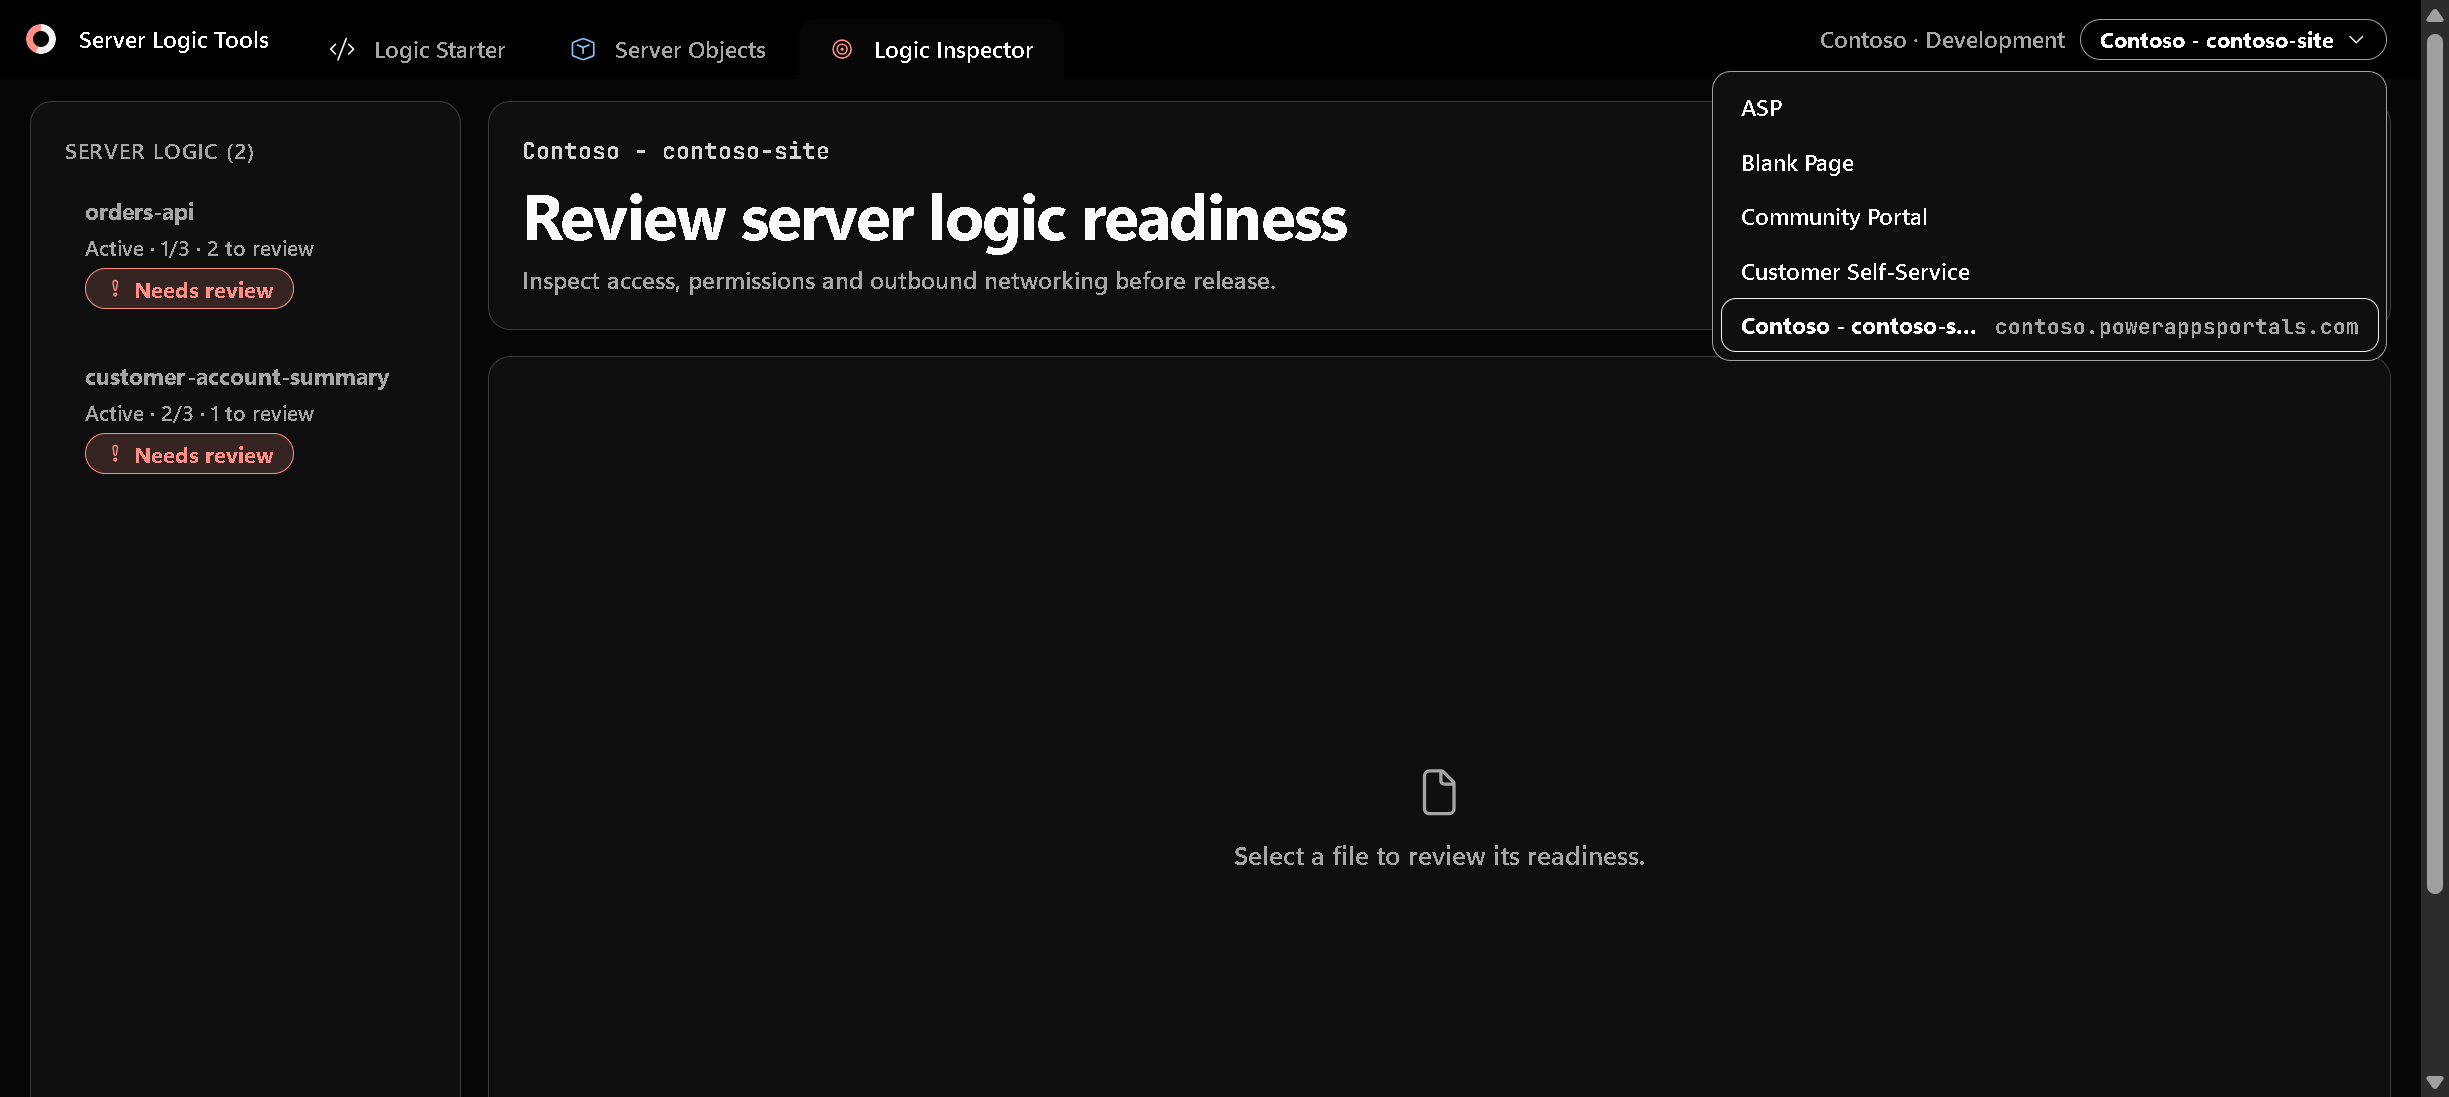 Server Logic Tools
Logic Starter
Server Objects
Logic Inspector
Contoso · Development
Contoso - contoso-site
ASP
Blank Page
Community Portal
Customer Self-Service
Contoso - contoso-s... contoso.powerappsportals.com
SERVER LOGIC (2)
orders-api
Active · 1/3 · 2 to review
Needs review
customer-account-summary
Active · 2/3 · 1 to review
Needs review
Contoso - contoso-site
Review server logic readiness
Inspect access, permissions and outbound networking before release.
Select a file to review its readiness.